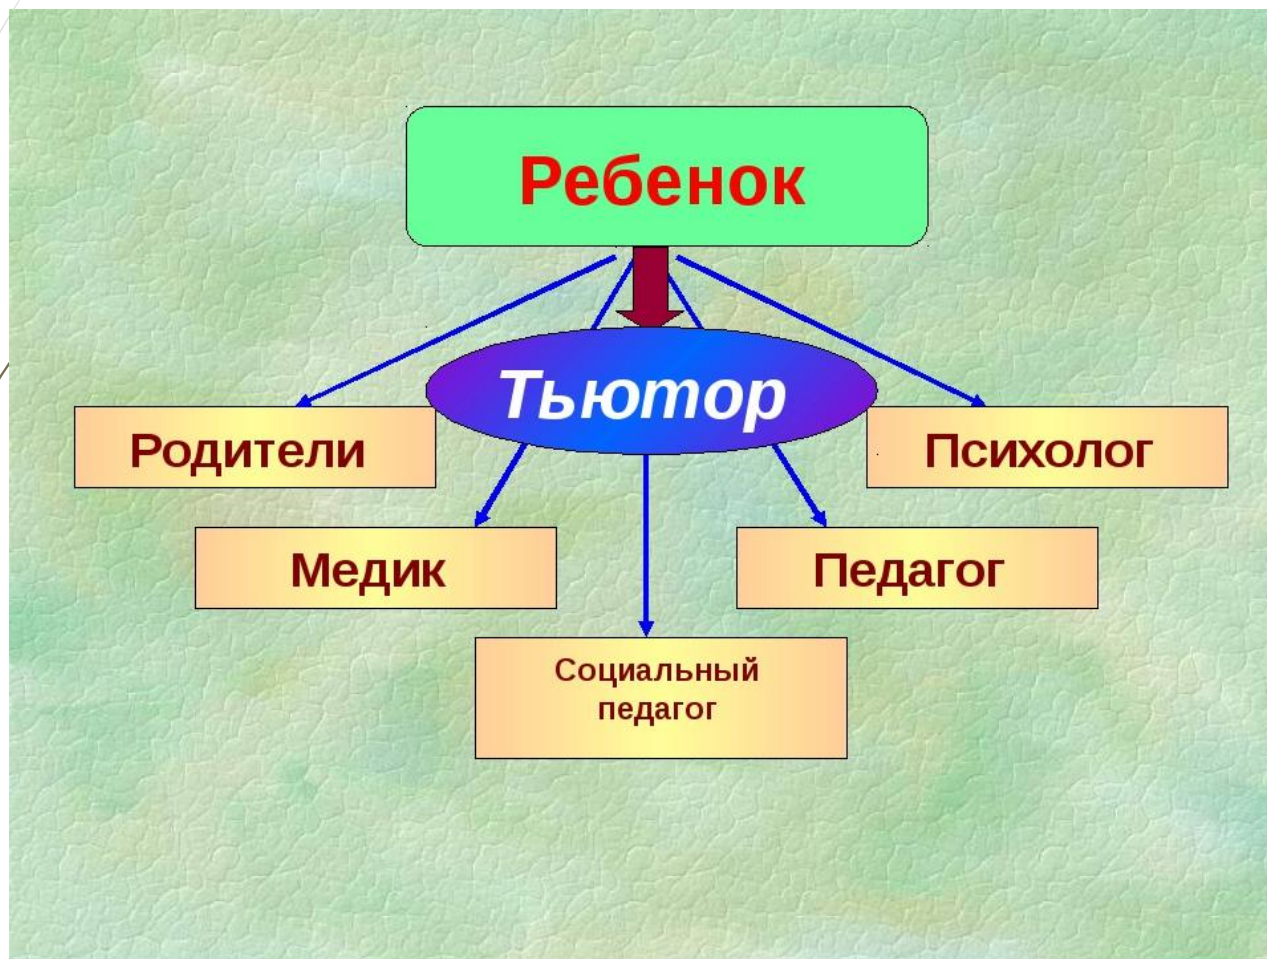 Ребенок
Тьютор
Родители
Психолог
Медик
Педагог
Социальный
педагог